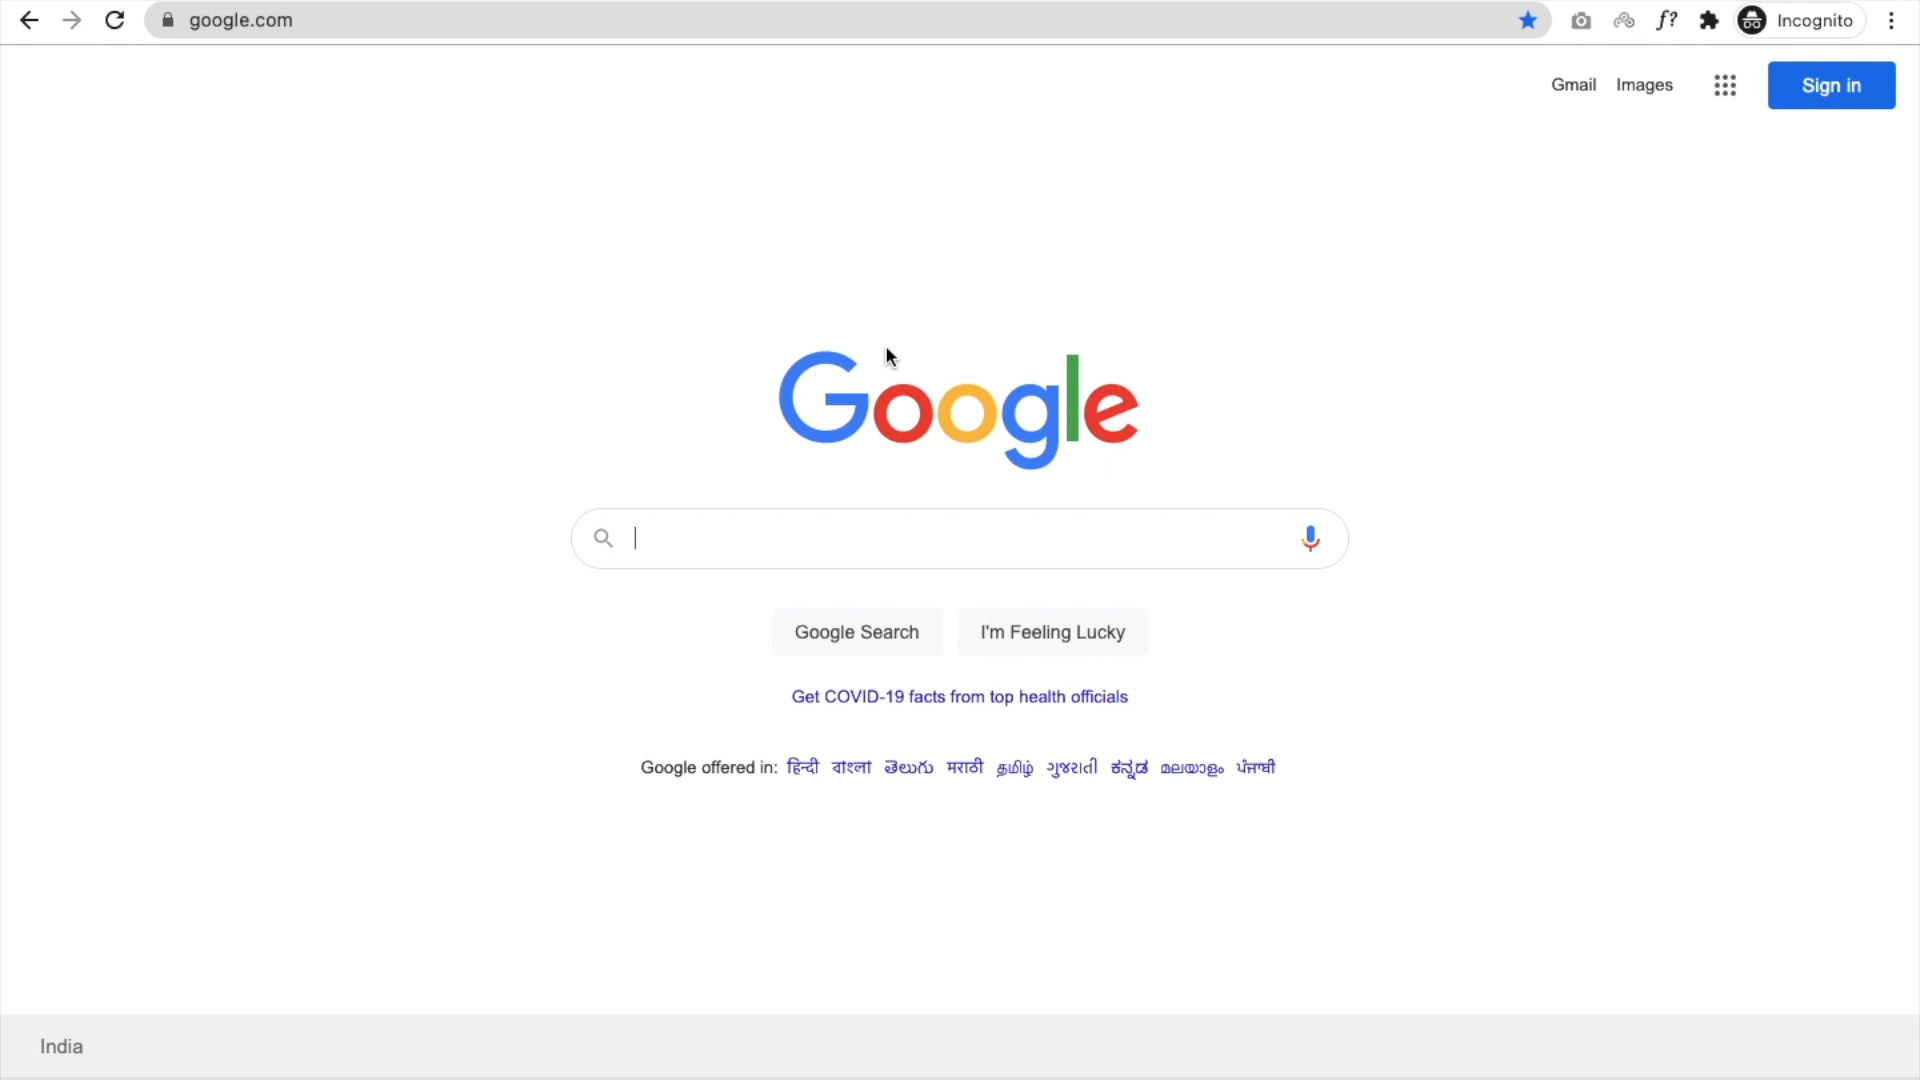 google.com
f?
Incognito
Gmail Images
Sign in
Google
Google Search
I'm Feeling Lucky
Get COVID-19 facts from top health officials
Google offered in: हिन्दी বাংলা తెలుగు मराठी தமிழ் ગુજરાતી ಕನ್ನಡ മലയാളം ਪੰਜਾਬੀ
India